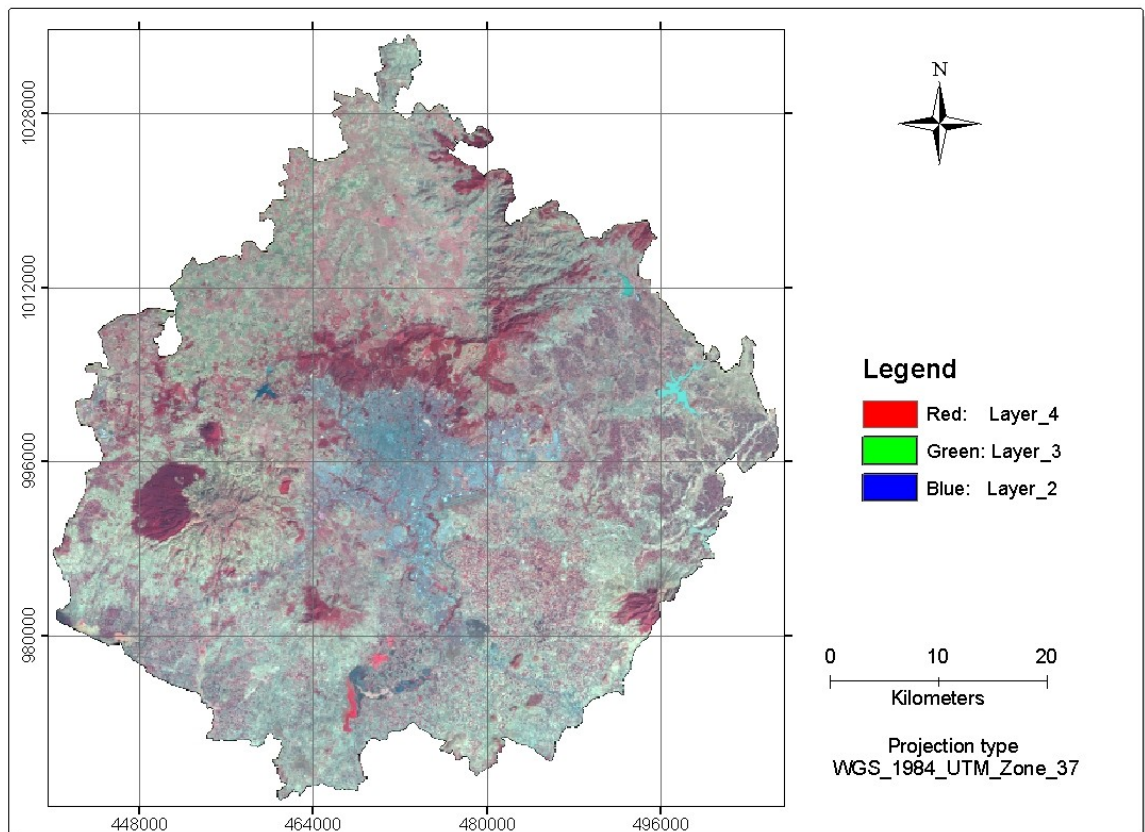 N
1028000
1012000
996000
980000
448000
464000
480000
496000
Legend
Red: Layer_4
Green: Layer_3
Blue: Layer_2
0 10 20
Kilometers
Projection type
WGS_1984_UTM_Zone_37